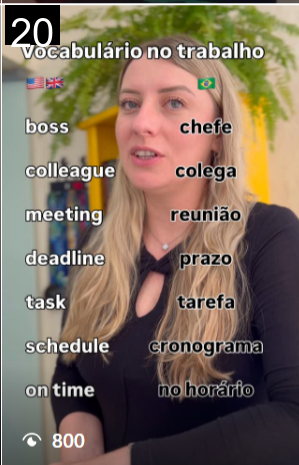 20
Vocabulário no trabalho
boss chefe
colleague colega
meeting reunião
deadline prazo
task tarefa
schedule cronograma
on time no horário
800